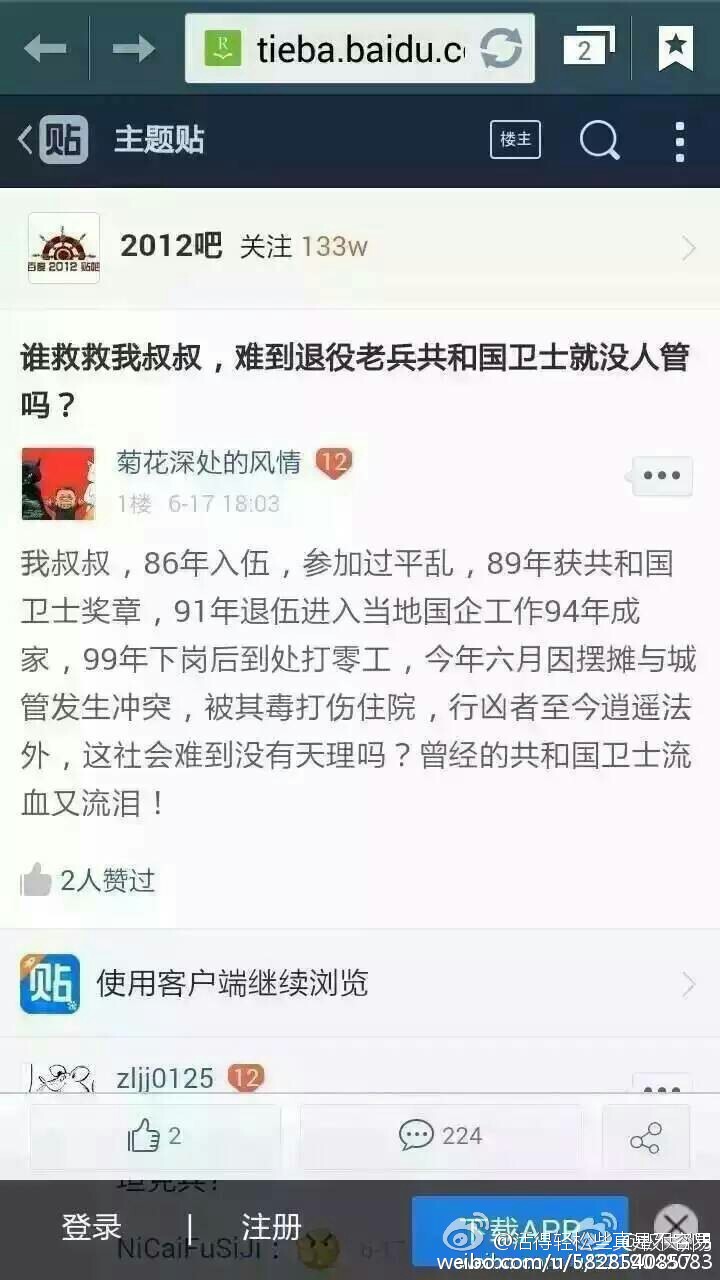 tieba.baidu.c
2
贴 主题贴 楼主
百度 2012 贴吧
2012吧 关注 133w
谁救救我叔叔，难到退役老兵共和国卫士就没人管
吗？
菊花深处的风情 12
1楼 6-17 18:03
我叔叔，86年入伍，参加过平乱，89年获共和国
卫士奖章，91年退伍进入当地国企工作94年成
家，99年下岗后到处打零工，今年六月因摆摊与城
管发生冲突，被其毒打伤住院，行凶者至今逍遥法
外，这社会难到没有天理吗？曾经的共和国卫士流
血又流泪！
2人赞过
贴 使用客户端继续浏览
zljj0125 12
2
224
登录 | 注册 下载APP
NiCaiFuSiJi：
@活得轻松些真是不容易